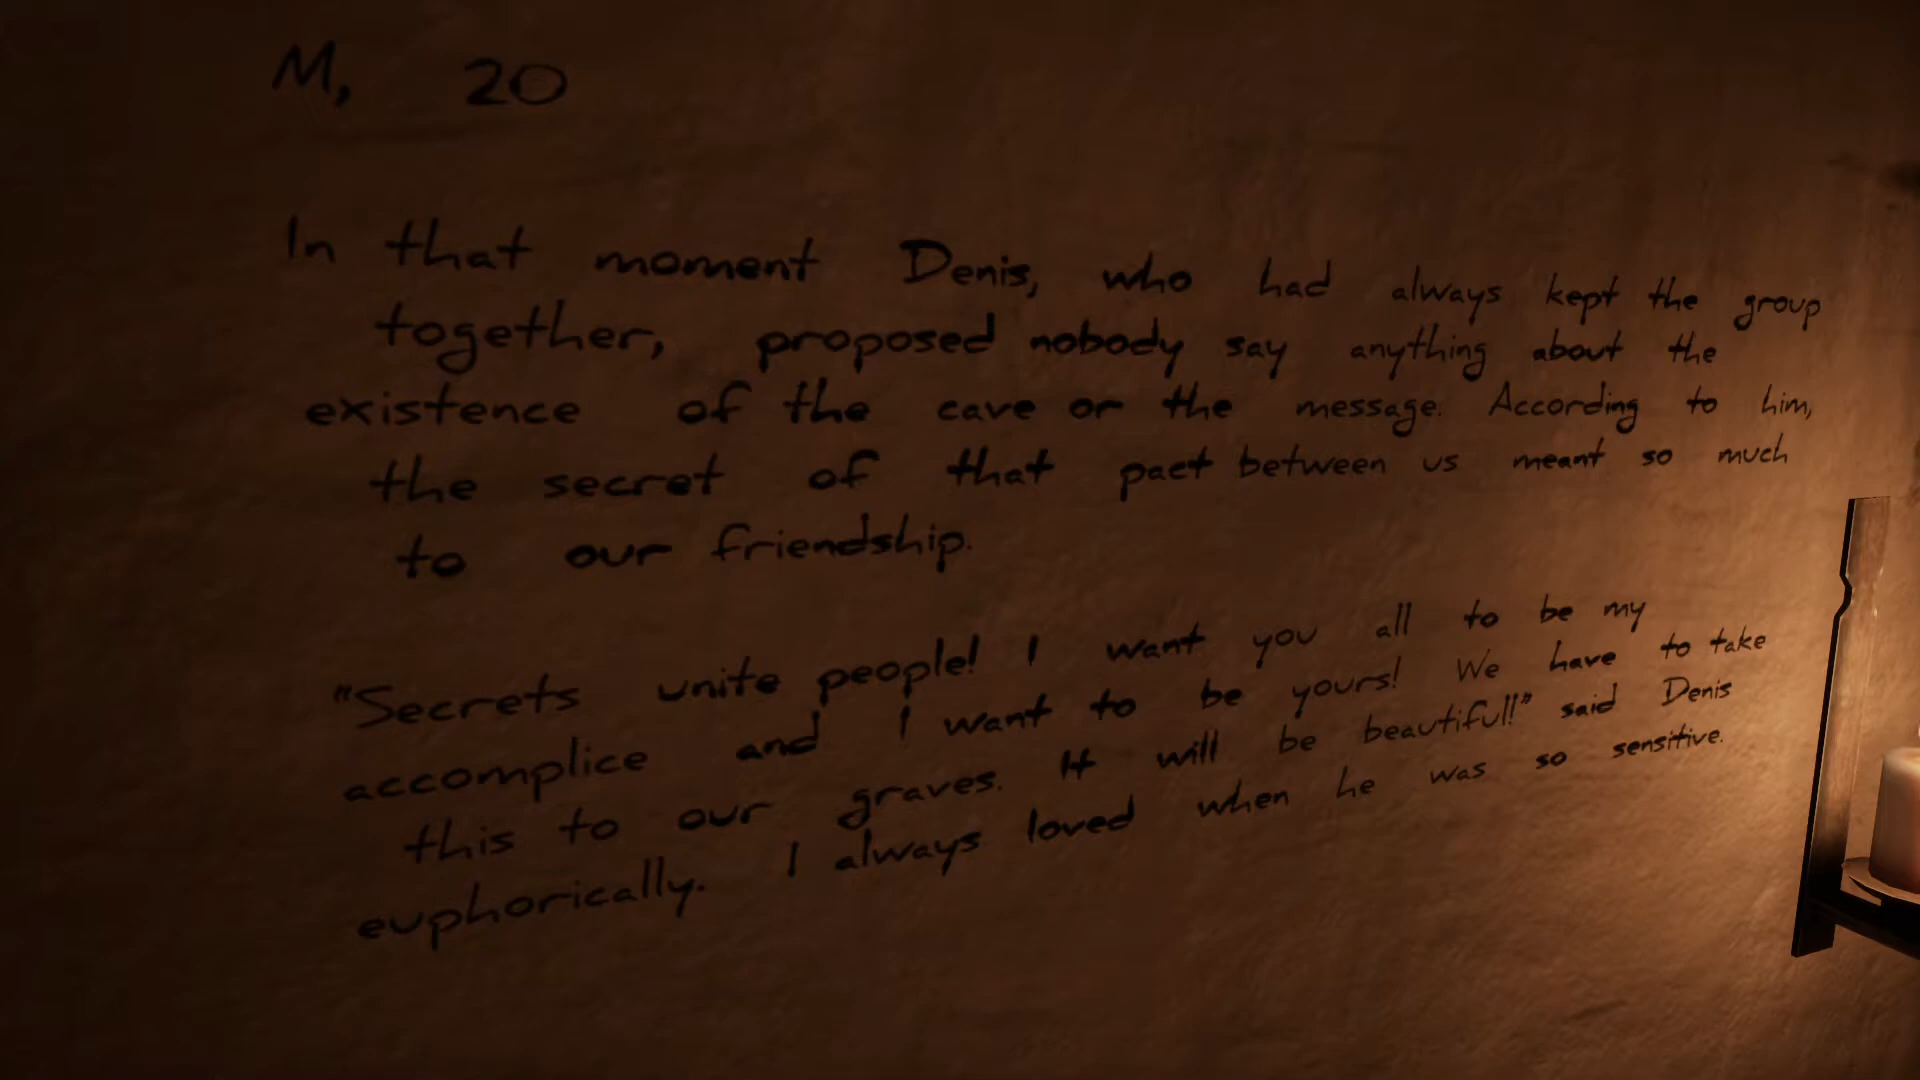 M, 20
In that moment Denis, who had always kept the group
together, proposed nobody say anything about the
existence of the cave or the message. According to him,
the secret of that pact between us meant so much
to our friendship.
"Secrets unite people! I want you all to be my
accomplice and I want to be yours! We have to take
this to our graves. It will be beautiful!" said Denis
euphorically. I always loved when he was so sensitive.